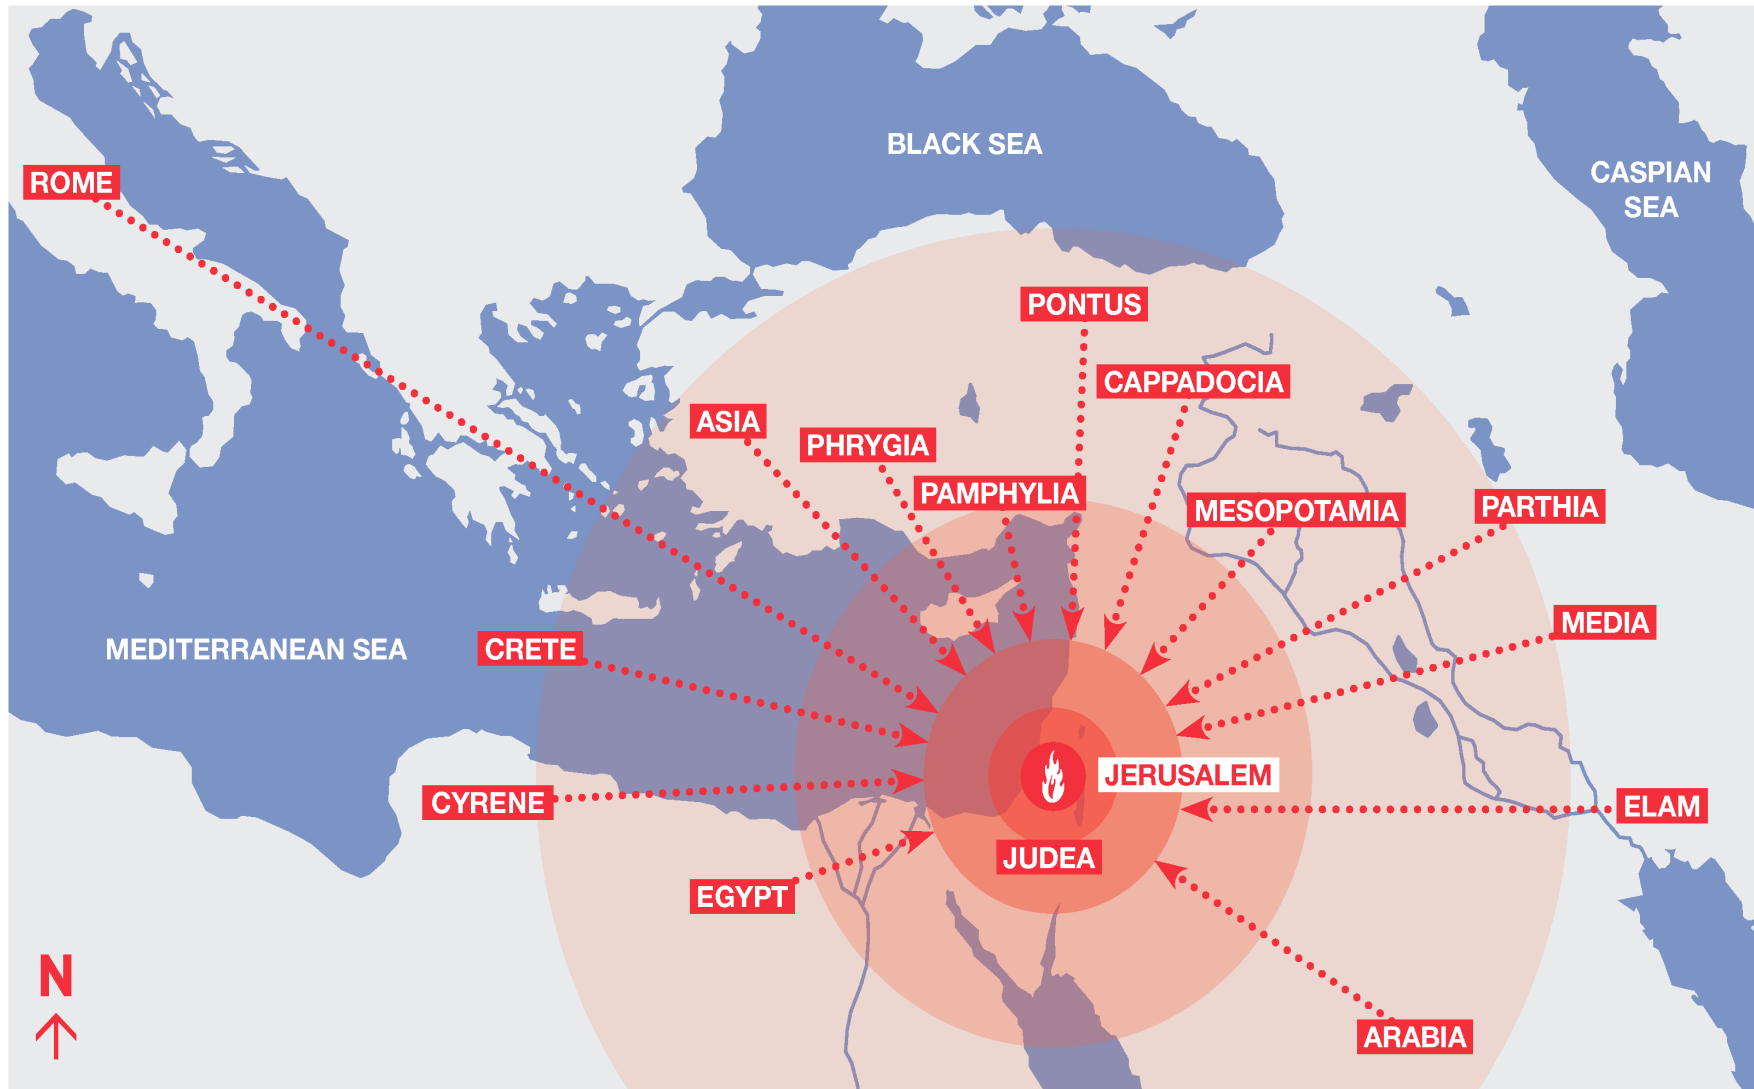 BLACK SEA
CASPIAN
SEA
ROME
PONTUS
CAPPADOCIA
ASIA
PHRYGIA
PAMPHYLIA
MESOPOTAMIA
PARTHIA
MEDIA
MEDITERRANEAN SEA
CRETE
JERUSALEM
CYRENE
ELAM
JUDEA
EGYPT
N
ARABIA